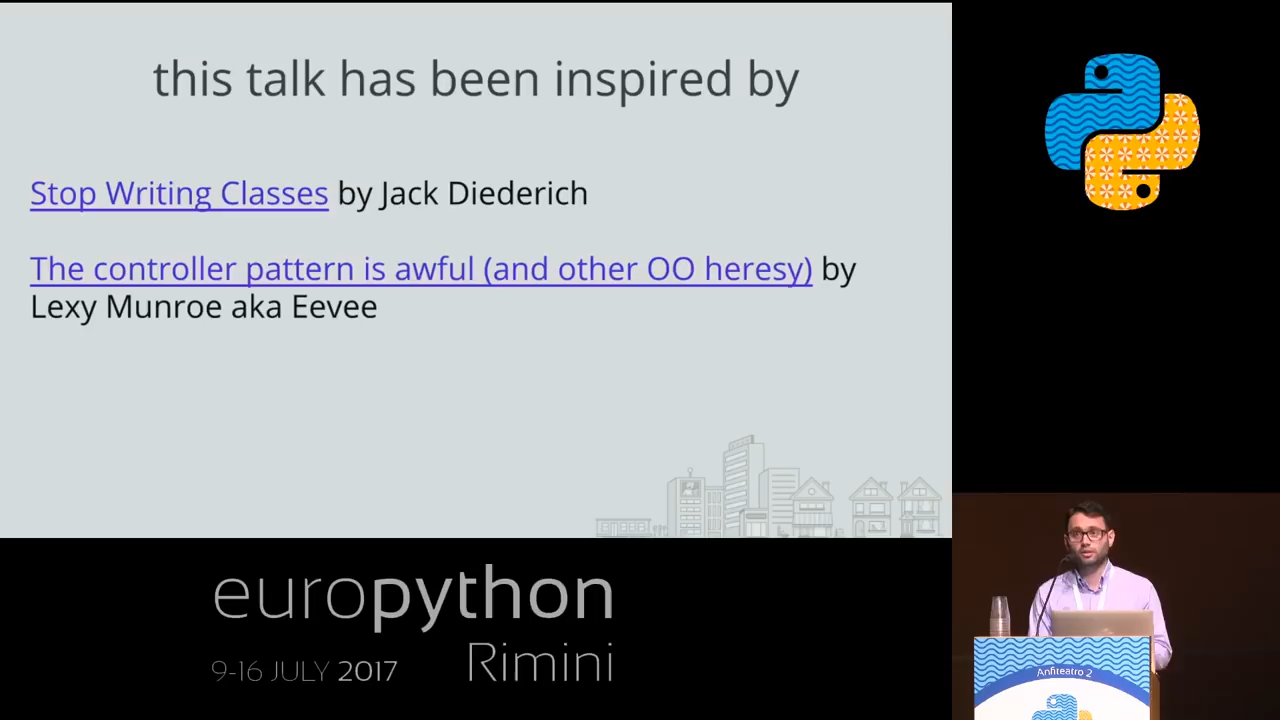 this talk has been inspired by
Stop Writing Classes by Jack Diederich
The controller pattern is awful (and other OO heresy) by
Lexy Munroe aka Eevee
europython
9-16 JULY 2017 Rimini
Anfiteatro 2